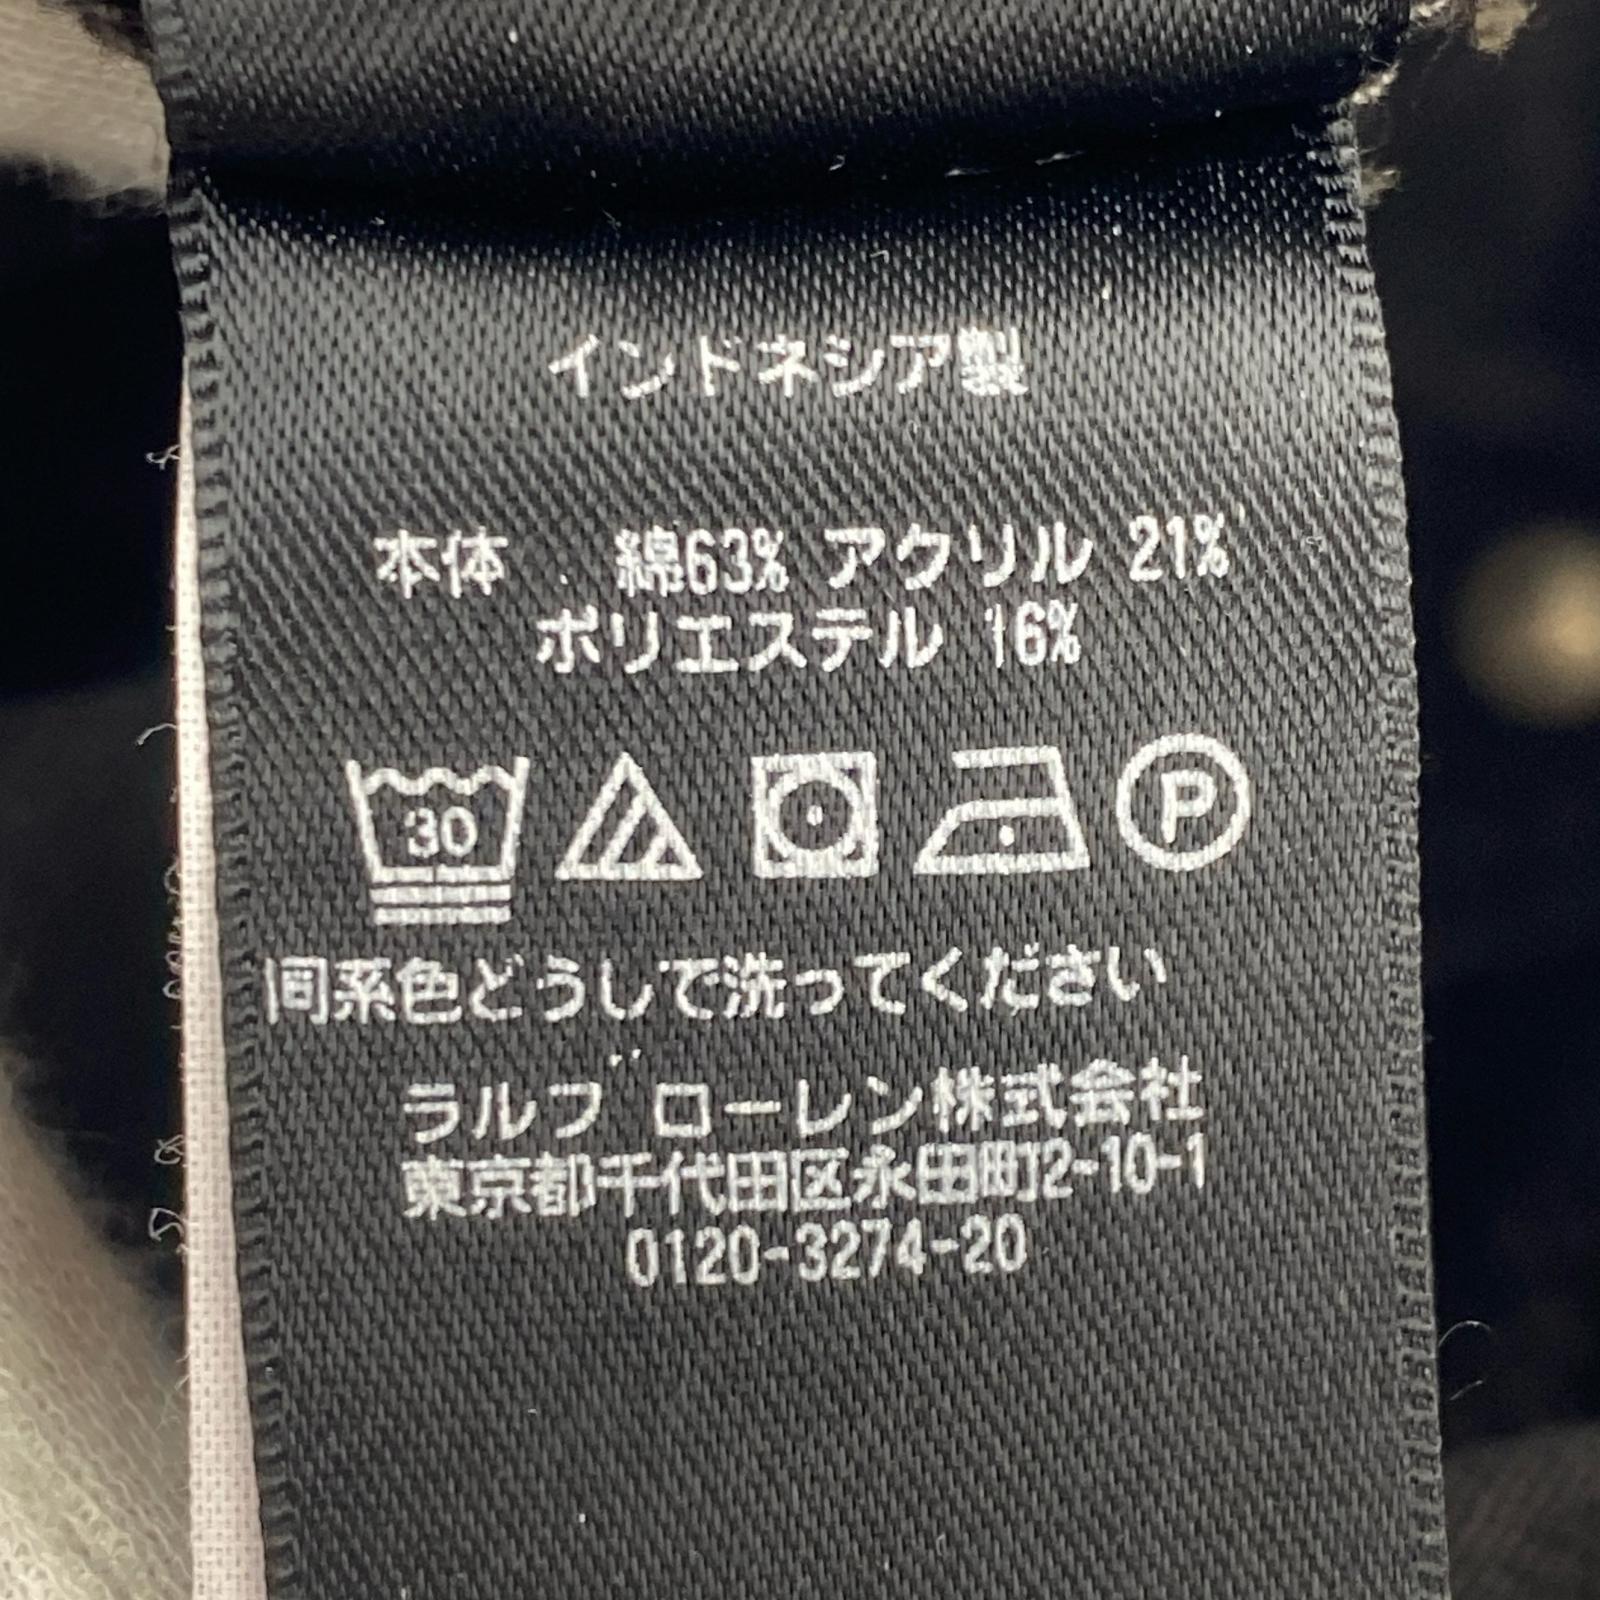 インドネシア製
本体 綿63% アクリル 21%
ポリエステル 16%
30
P
同系色どうしで洗ってください
ラルフ ローレン株式会社
東京都千代田区永田町2-10-1
0120-3274-20